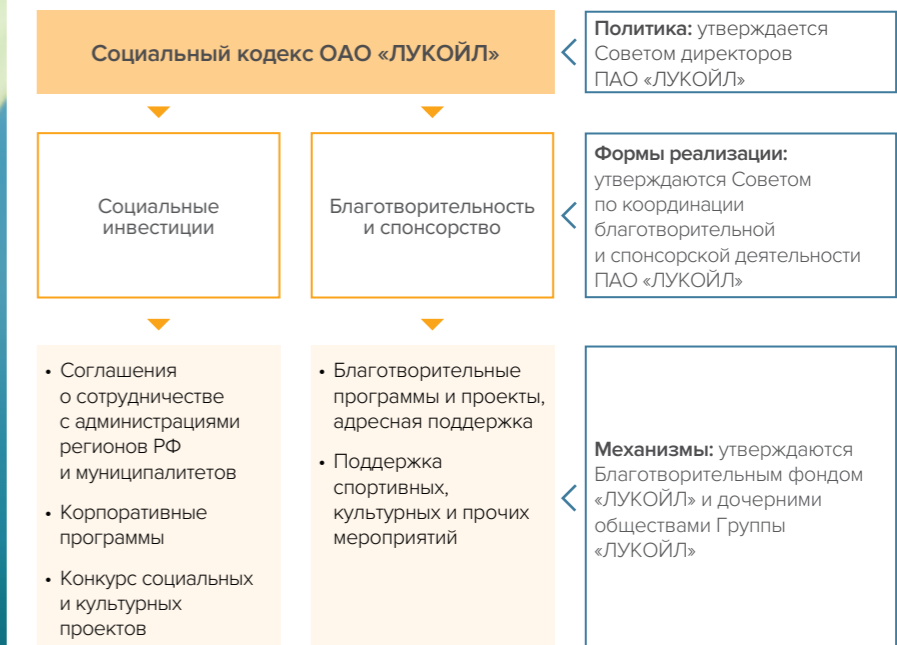 Социальный кодекс ОАО «ЛУКОЙЛ»
Политика: утверждается
Советом директоров
ПАО «ЛУКОЙЛ»
Социальные
инвестиции
Благотворительность
и спонсорство
Формы реализации:
утверждаются Советом
по координации
благотворительной
и спонсорской деятельности
ПАО «ЛУКОЙЛ»
• Соглашения
о сотрудничестве
с администрациями
регионов РФ
и муниципалитетов
• Корпоративные
программы
• Конкурс социальных
и культурных
проектов
• Благотворительные
программы и проекты,
адресная поддержка
• Поддержка
спортивных,
культурных и прочих
мероприятий
Механизмы: утверждаются
Благотворительным фондом
«ЛУКОЙЛ» и дочерними
обществами Группы
«ЛУКОЙЛ»